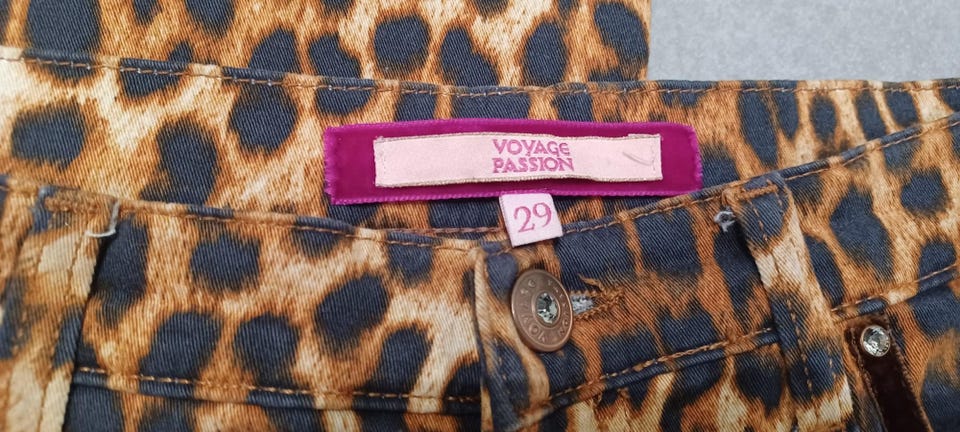 VOYAGE
PASSION
29